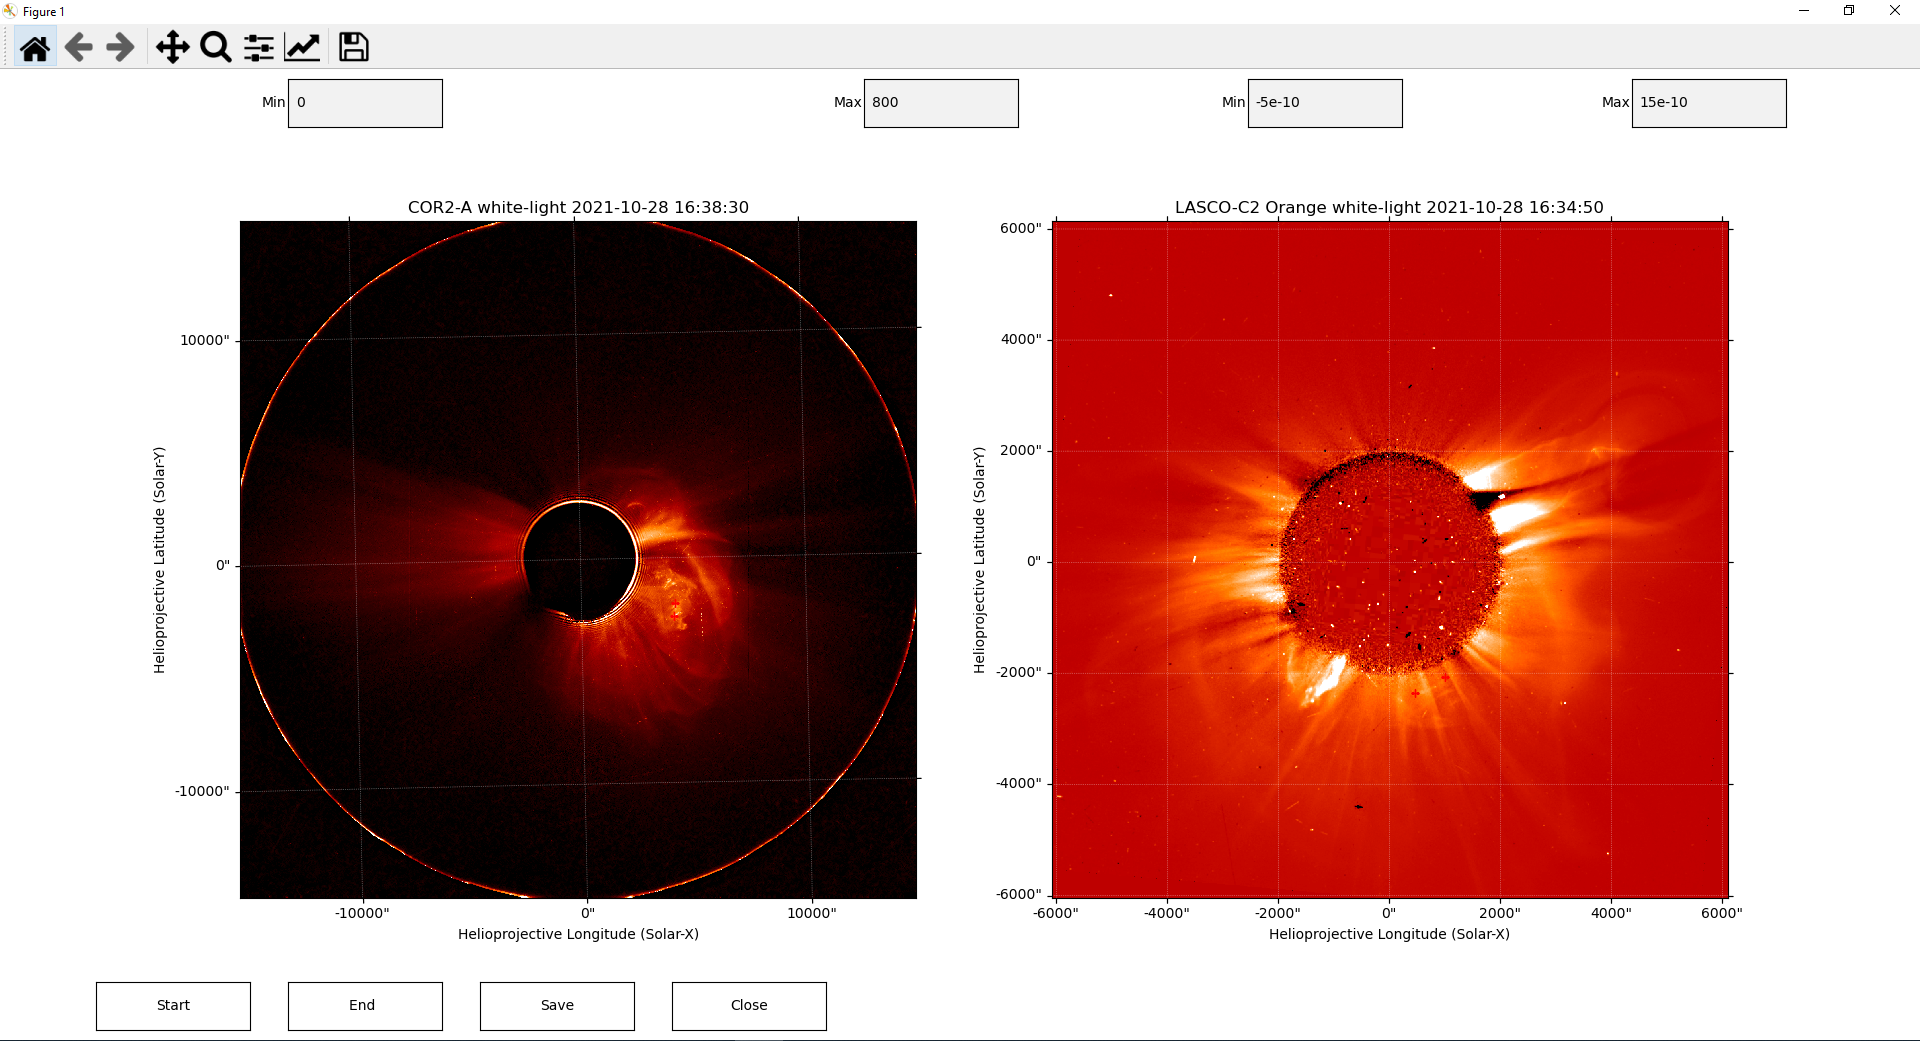 Figure 1
Min 0
Max 800
Min -5e-10
Max 15e-10
COR2-A white-light 2021-10-28 16:38:30
10000"
0"
-10000"
-10000"
0"
10000"
Helioprojective Latitude (Solar-Y)
Helioprojective Longitude (Solar-X)
LASCO-C2 Orange white-light 2021-10-28 16:34:50
6000"
4000"
2000"
0"
-2000"
-4000"
-6000"
-6000"
-4000"
-2000"
0"
2000"
4000"
6000"
Helioprojective Latitude (Solar-Y)
Helioprojective Longitude (Solar-X)
Start
End
Save
Close